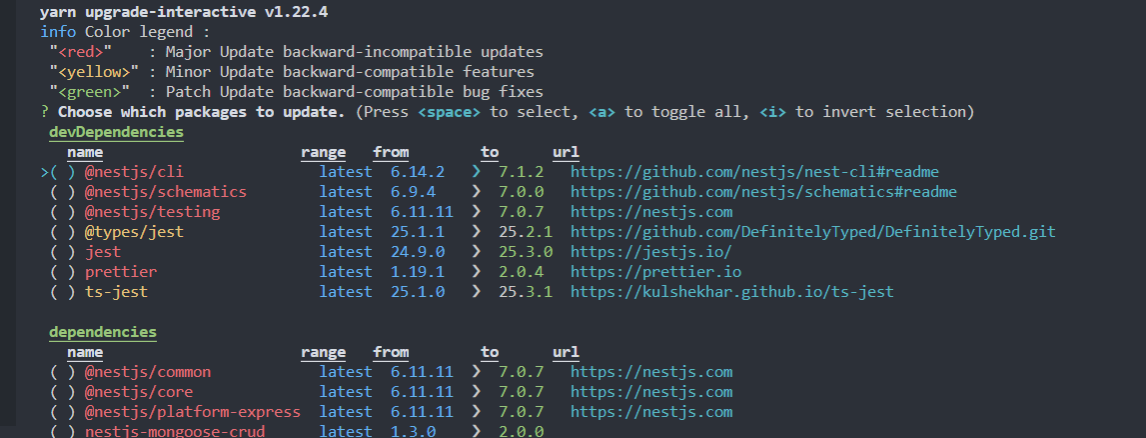 yarn upgrade-interactive v1.22.4
info Color legend :
"<red>" : Major Update backward-incompatible updates
"<yellow>" : Minor Update backward-compatible features
"<green>" : Patch Update backward-compatible bug fixes
? Choose which packages to update. (Press <space> to select, <a> to toggle all, <i> to invert selection)
devDependencies
name range from to url
>( ) @nestjs/cli latest 6.14.2 ❯ 7.1.2 https://github.com/nestjs/nest-cli#readme
( ) @nestjs/schematics latest 6.9.4 ❯ 7.0.0 https://github.com/nestjs/schematics#readme
( ) @nestjs/testing latest 6.11.11 ❯ 7.0.7 https://nestjs.com
( ) @types/jest latest 25.1.1 ❯ 25.2.1 https://github.com/DefinitelyTyped/DefinitelyTyped.git
( ) jest latest 24.9.0 ❯ 25.3.0 https://jestjs.io/
( ) prettier latest 1.19.1 ❯ 2.0.4 https://prettier.io
( ) ts-jest latest 25.1.0 ❯ 25.3.1 https://kulshekhar.github.io/ts-jest
dependencies
name range from to url
( ) @nestjs/common latest 6.11.11 ❯ 7.0.7 https://nestjs.com
( ) @nestjs/core latest 6.11.11 ❯ 7.0.7 https://nestjs.com
( ) @nestjs/platform-express latest 6.11.11 ❯ 7.0.7 https://nestjs.com
( ) nestjs-mongoose-crud latest 1.3.0 ❯ 2.0.0